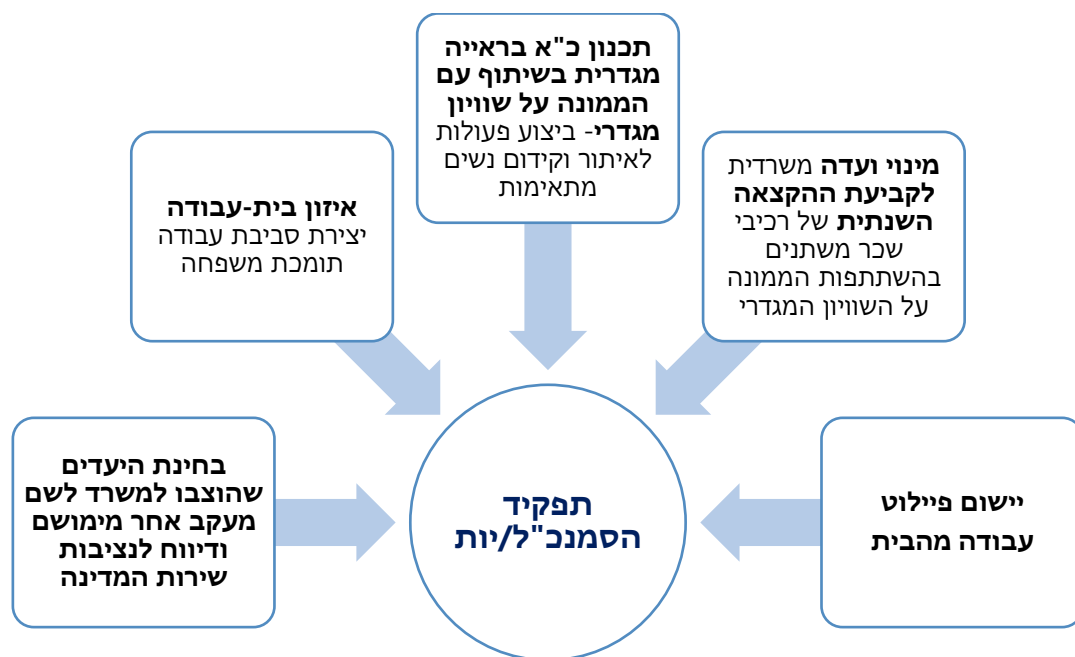 תכנון כ"א בראייה
מגדרית בשיתוף עם
הממונה על שוויון
מגדרי- ביצוע פעולות
לאיתור וקידום נשים
מתאימות
מינוי ועדה משרדית
לקביעת ההקצאה
השנתית של רכיבי
שכר משתנים
בהשתתפות הממונה
על השוויון המגדרי
איזון בית-עבודה
יצירת סביבת עבודה
תומכת משפחה
יישום פיילוט
עבודה מהבית
תפקיד
הסמנכ"ל/יות
בחינת היעדים
שהוצבו למשרד לשם
מעקב אחר מימושם
ודיווח לנציבות
שירות המדינה